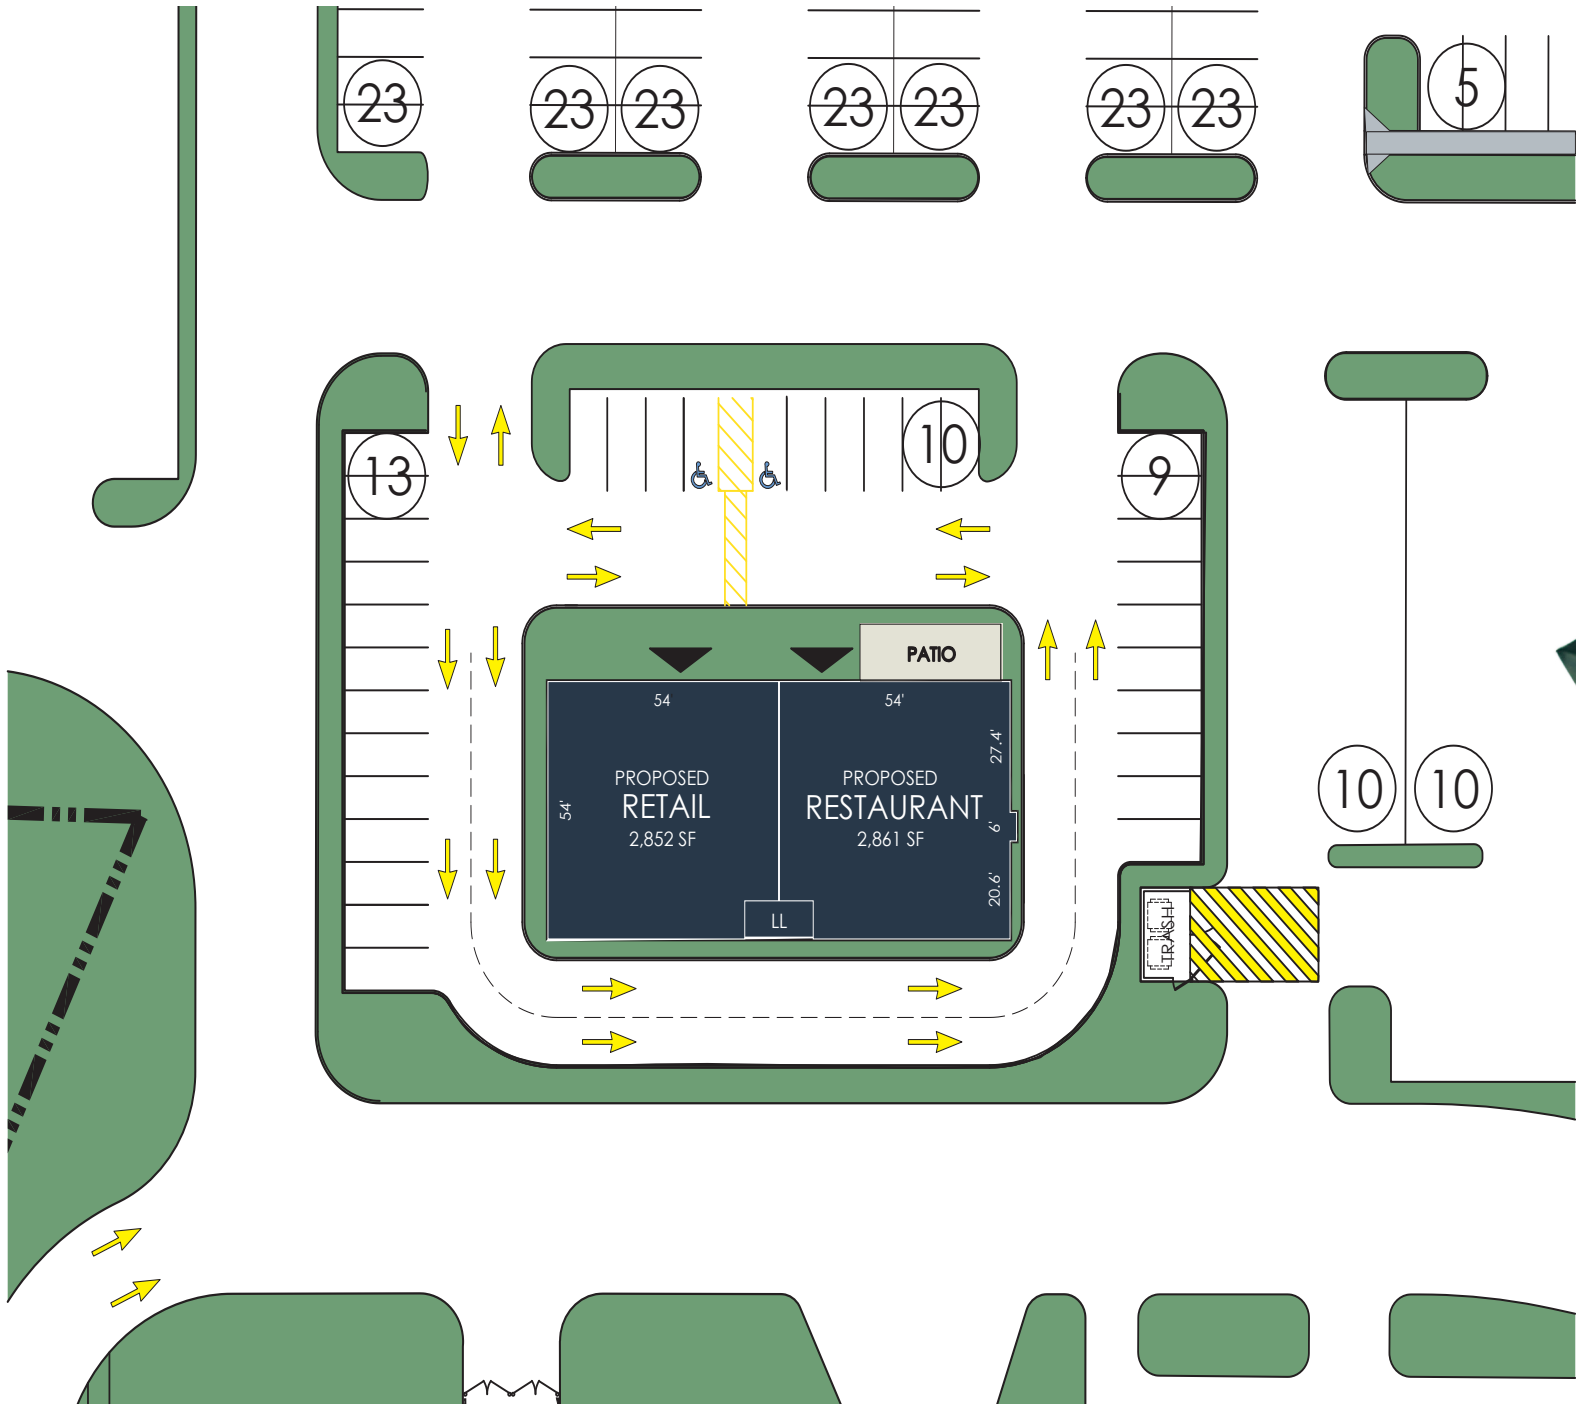 23
23
23
23
23
23
23
5
13
10
9
PATIO
54
54'
27.4'
PROPOSED
RETAIL
2,852 SF
54'
PROPOSED
RESTAURANT
2,861 SF
6'
20.6'
LL
10
10
TRASH